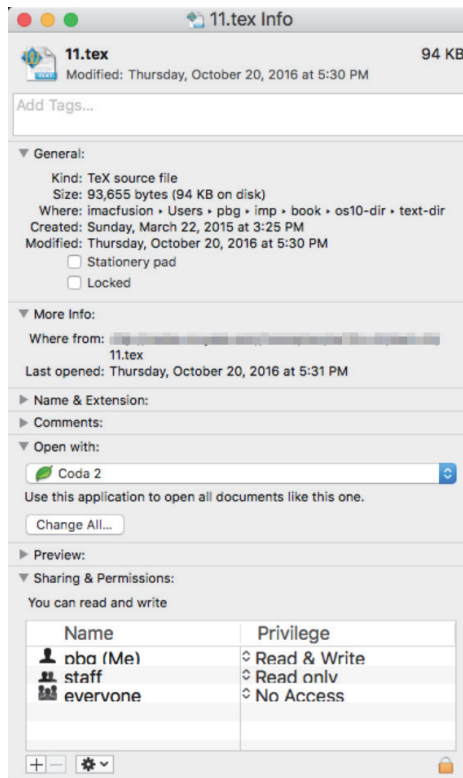 11.tex Info
11.tex
94 KB
Modified: Thursday, October 20, 2016 at 5:30 PM
Add Tags...
General:
Kind: TeX source file
Size: 93,655 bytes (94 KB on disk)
Where: imacfusion ▸ Users ▸ pbg ▸ imp ▸ book ▸ os10-dir ▸ text-dir
Created: Sunday, March 22, 2015 at 3:25 PM
Modified: Thursday, October 20, 2016 at 5:30 PM
Stationery pad
Locked
More Info:
Where from:
11.tex
Last opened: Thursday, October 20, 2016 at 5:31 PM
Name & Extension:
Comments:
Open with:
Coda 2
Use this application to open all documents like this one.
Change All...
Preview:
Sharing & Permissions:
You can read and write
Name Privilege
pbg (Me) Read & Write
staff Read only
everyone No Access